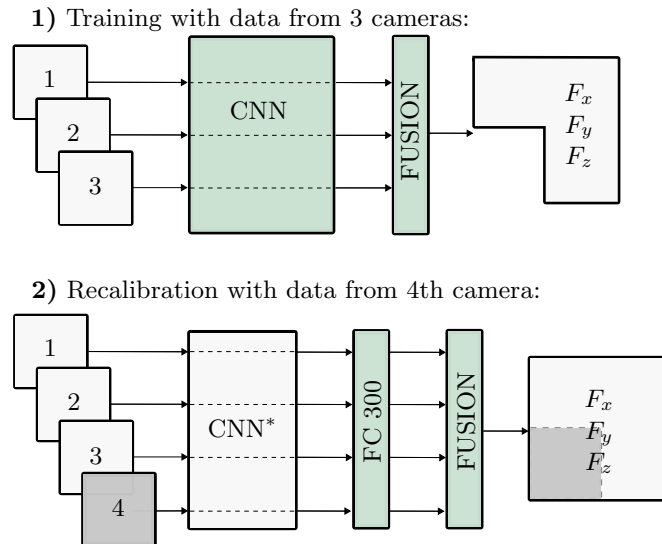 1) Training with data from 3 cameras:
1
2
3
CNN
FUSION
F_x
F_y
F_z
2) Recalibration with data from 4th camera:
1
2
3
4
CNN*
FC 300
FUSION
F_x
F_y
F_z